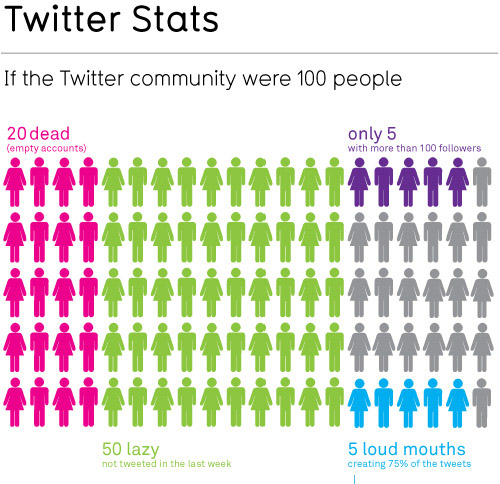 Twitter Stats
If the Twitter community were 100 people
20 dead
(empty accounts)
only 5
with more than 100 followers
50 lazy
not tweeted in the last week
5 loud mouths
creating 75% of the tweets